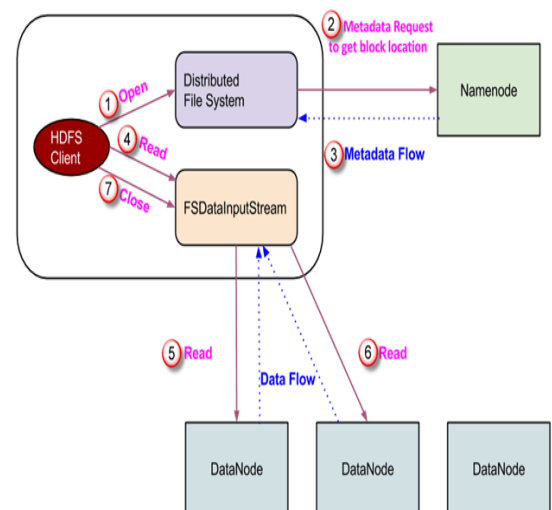 2 Metadata Request
to get block location
Distributed
File System
Namenode
1 Open
HDFS
Client
4 Read
3 Metadata Flow
7 Close
FSDataInputStream
5 Read
6 Read
Data Flow
DataNode
DataNode
DataNode